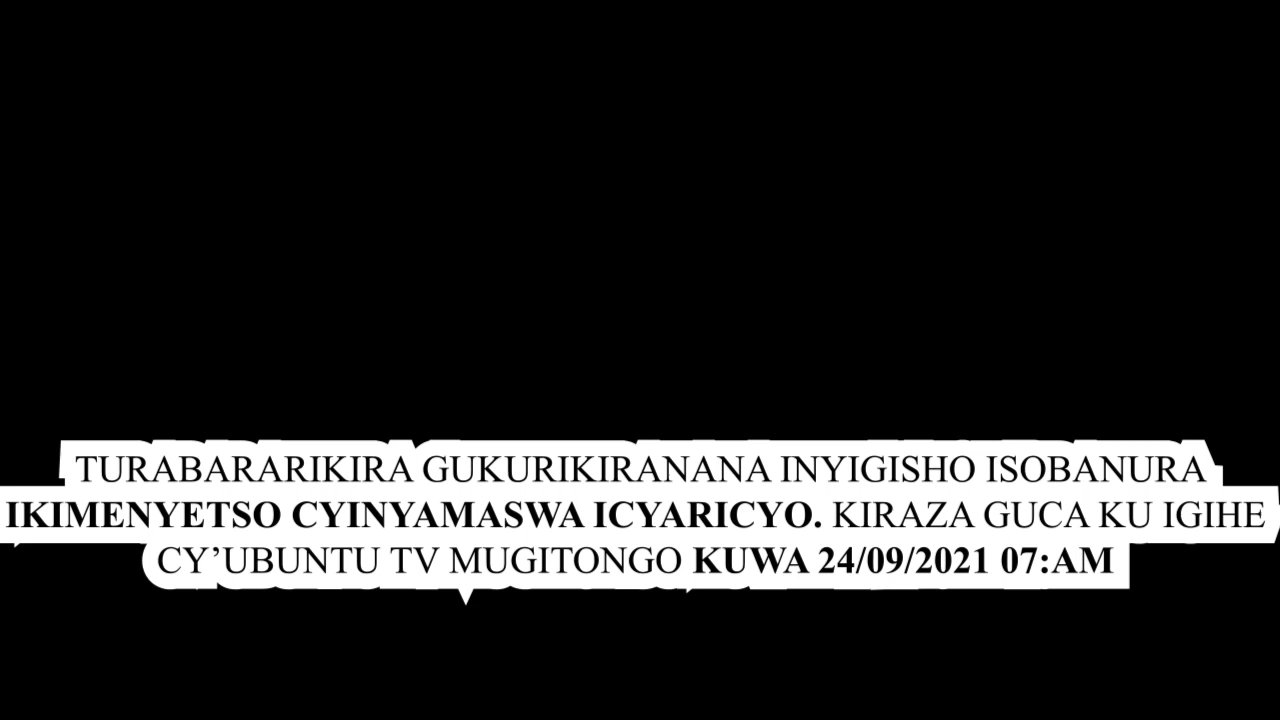 TURABARARIKIRA GUKURIKIRANANA INYIGISHO ISOBANURA
IKIMENYETSO CYINYAMASWA ICYARICYO. KIRAZA GUCA KU IGIHE
CY’UBUNTU TV MUGITONGO KUWA 24/09/2021 07:AM